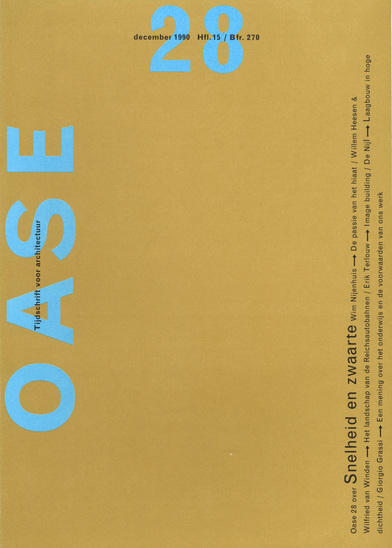 28
december 1990 Hfl.15 / Bfr. 270
OASE
Tijdschrift voor architectuur
Oase 28 over Snelheid en zwaarte Wim Nijenhuis → De passie van het hiaat / Willem Heesen &
Wilfried van Winden → Het landschap van de Reichsautobahnen / Erik Terlouw → Image building / De Nijl → Laagbouw in hoge
dichtheid / Giorgio Grassi → Een mening over het onderwijs en de voorwaarden van ons werk